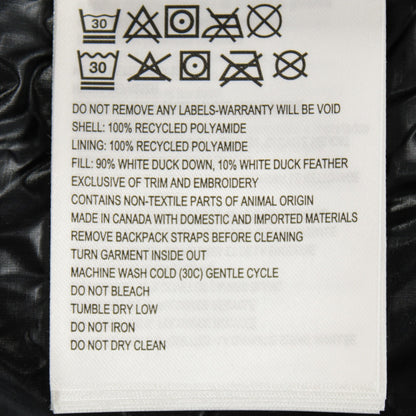 30
30
DO NOT REMOVE ANY LABELS-WARRANTY WILL BE VOID
SHELL: 100% RECYCLED POLYAMIDE
LINING: 100% RECYCLED POLYAMIDE
FILL: 90% WHITE DUCK DOWN, 10% WHITE DUCK FEATHER
EXCLUSIVE OF TRIM AND EMBROIDERY
CONTAINS NON-TEXTILE PARTS OF ANIMAL ORIGIN
MADE IN CANADA WITH DOMESTIC AND IMPORTED MATERIALS
REMOVE BACKPACK STRAPS BEFORE CLEANING
TURN GARMENT INSIDE OUT
MACHINE WASH COLD (30C) GENTLE CYCLE
DO NOT BLEACH
TUMBLE DRY LOW
DO NOT IRON
DO NOT DRY CLEAN